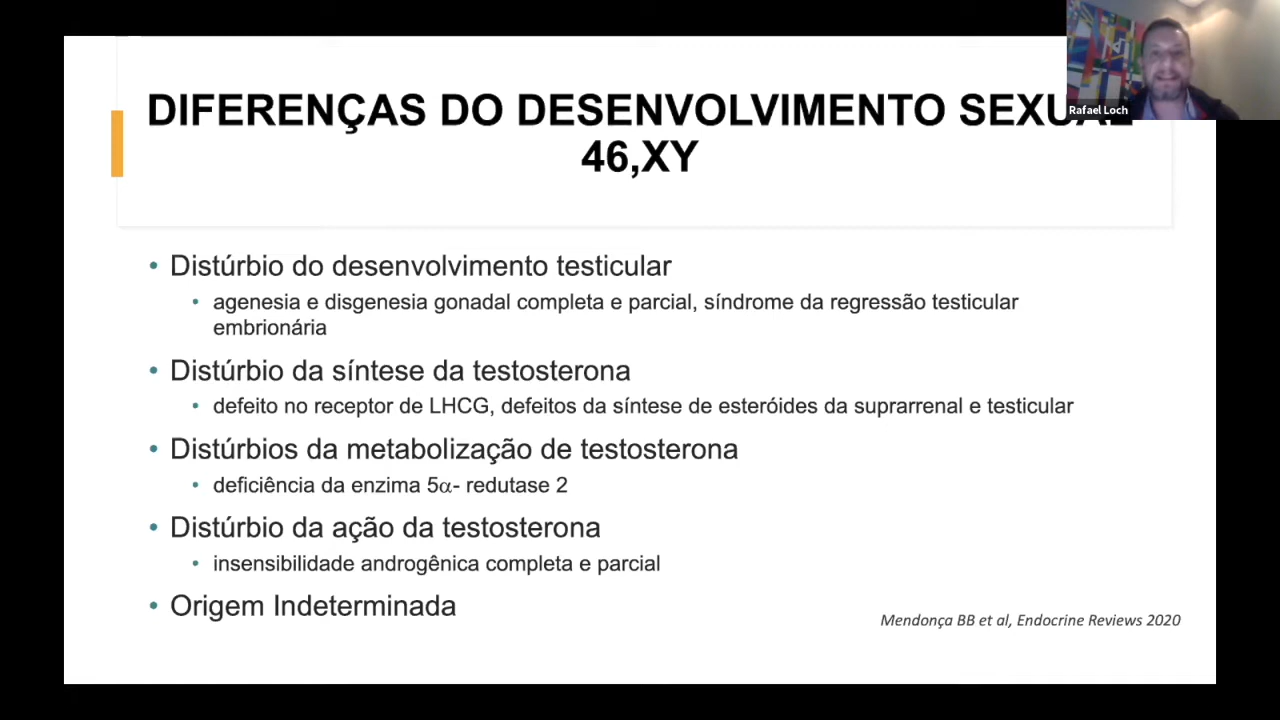 DIFERENÇAS DO DESENVOLVIMENTO SEXUAL
46,XY
Rafael Loch
• Distúrbio do desenvolvimento testicular
• agenesia e disgenesia gonadal completa e parcial, síndrome da regressão testicular
embrionária
• Distúrbio da síntese da testosterona
• defeito no receptor de LHCG, defeitos da síntese de esteróides da suprarrenal e testicular
• Distúrbios da metabolização de testosterona
• deficiência da enzima 5α- redutase 2
• Distúrbio da ação da testosterona
• insensibilidade androgênica completa e parcial
• Origem Indeterminada
Mendonça BB et al, Endocrine Reviews 2020